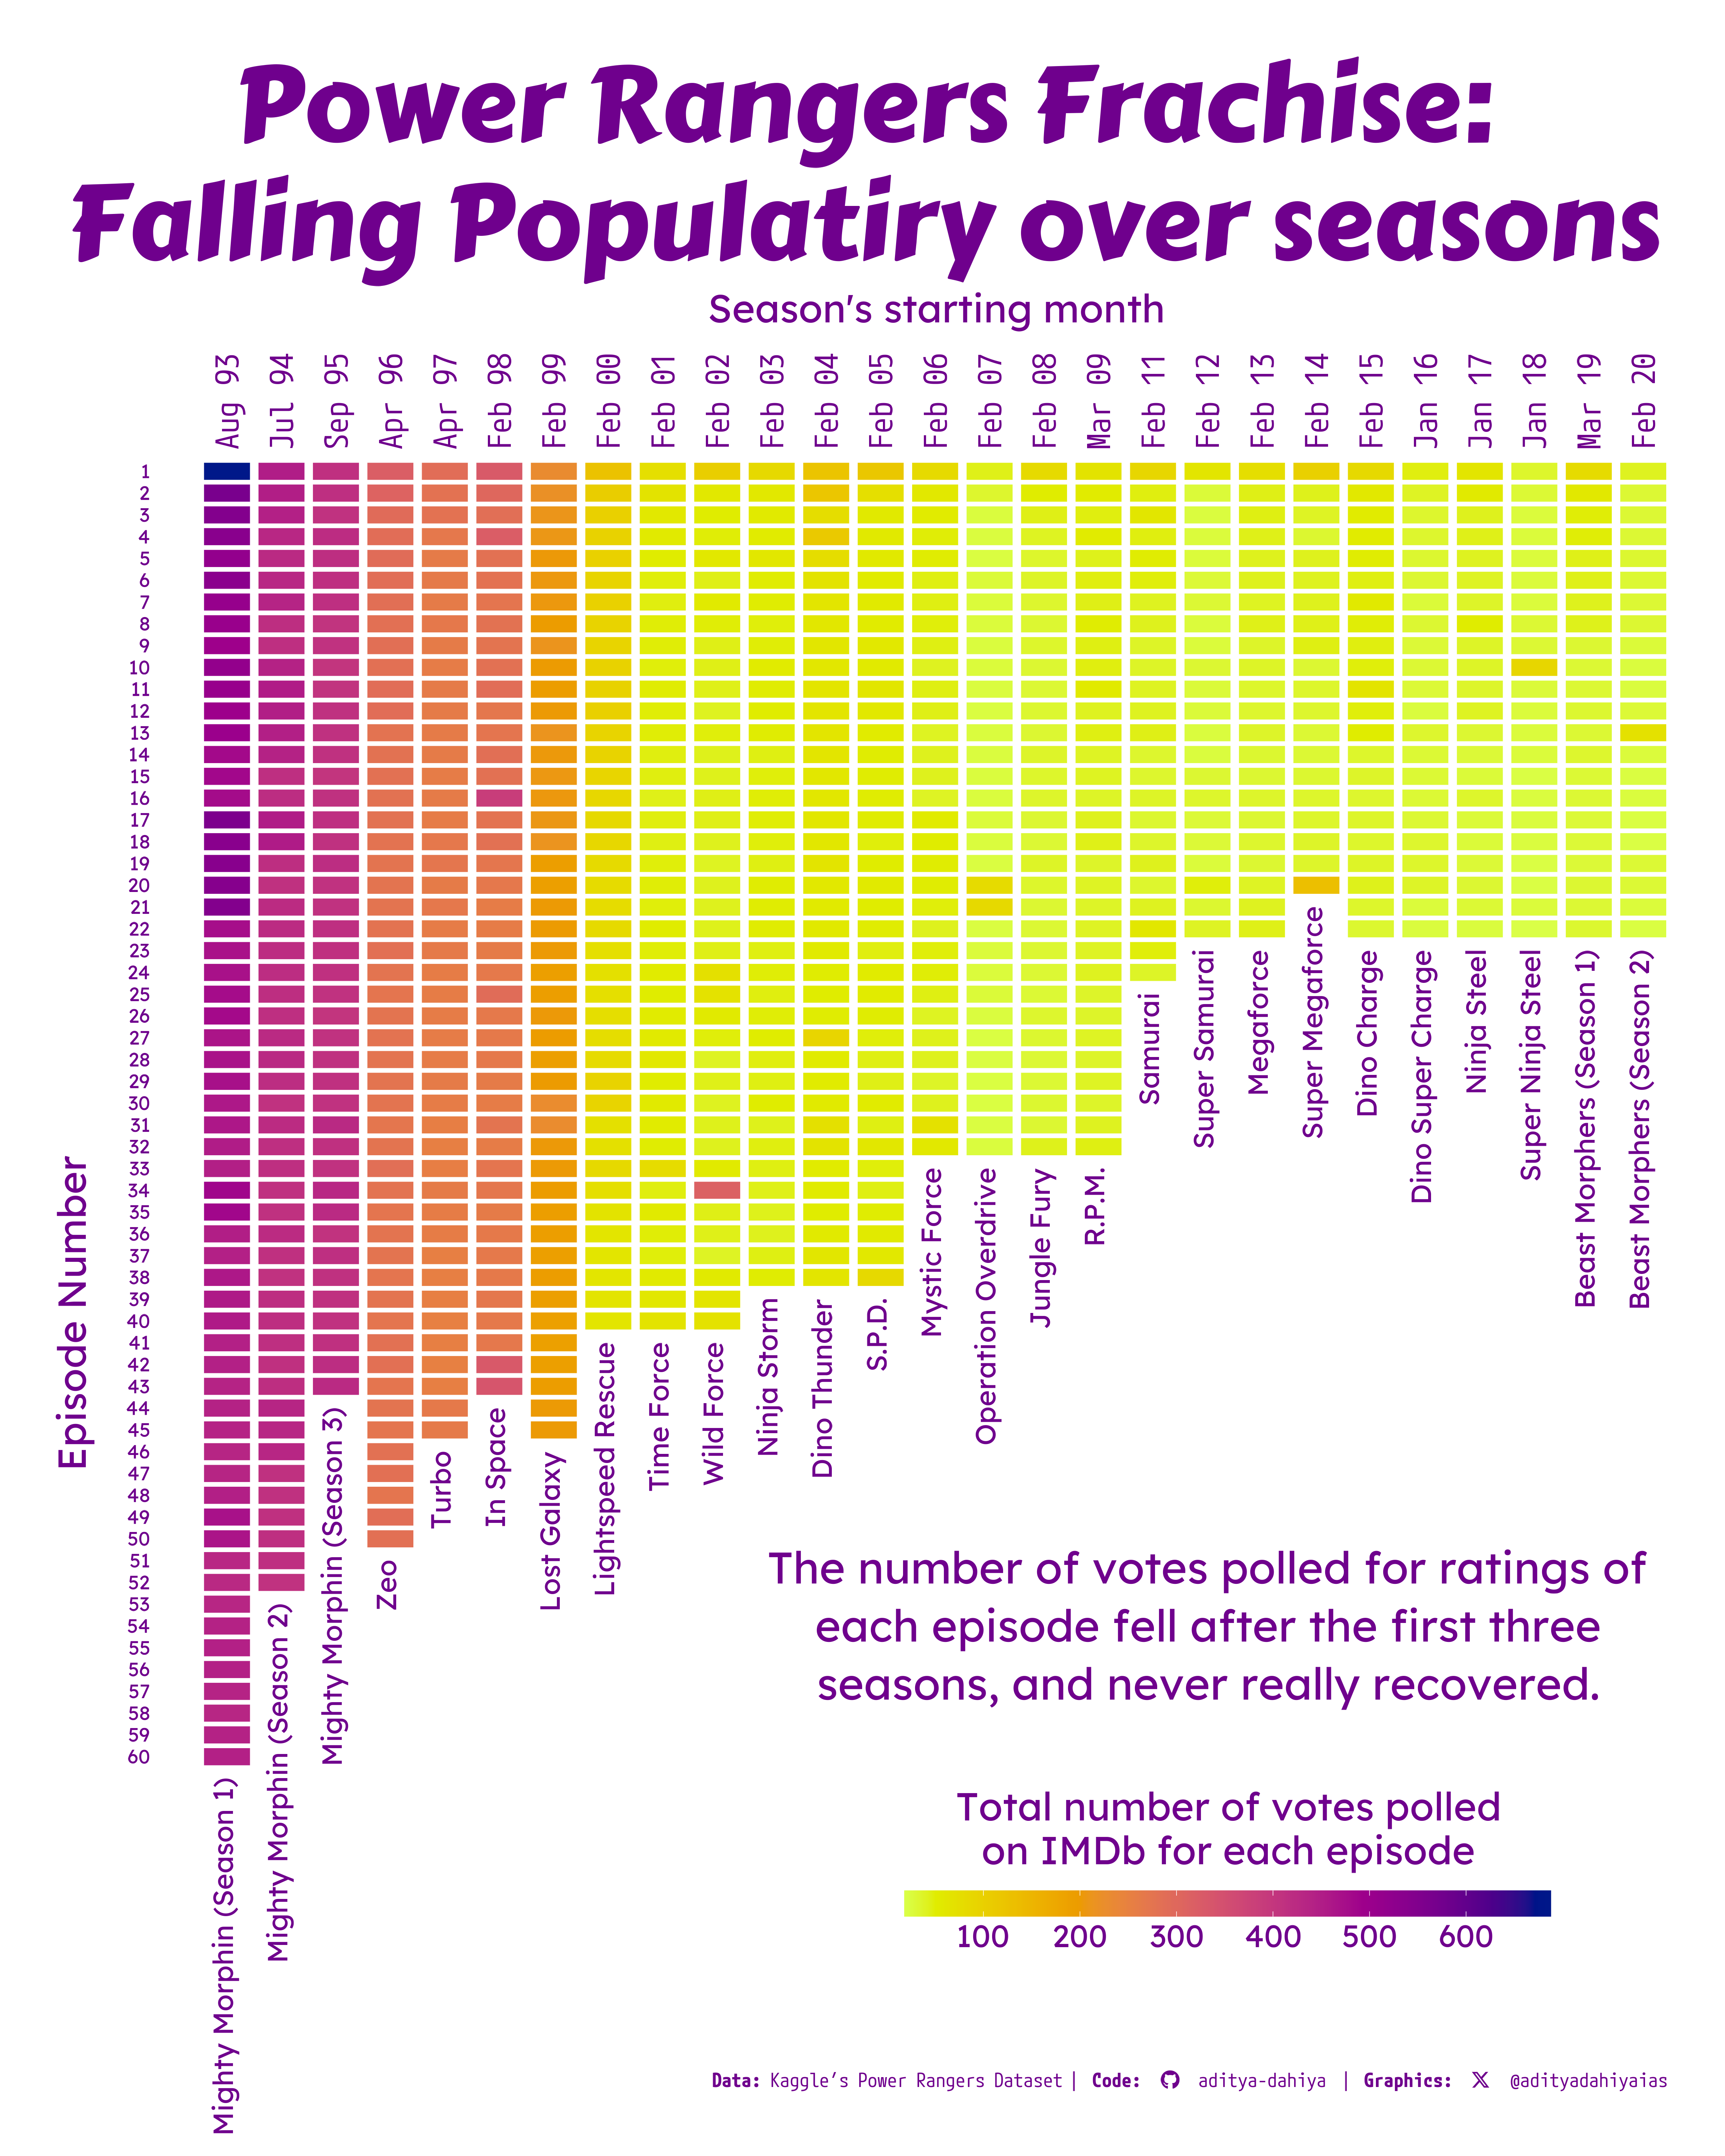 Power Rangers Frachise:
Falling Populatiry over seasons
Season's starting month
Aug 93
Jul 94
Sep 95
Apr 96
Apr 97
Feb 98
Feb 99
Feb 00
Feb 01
Feb 02
Feb 03
Feb 04
Feb 05
Feb 06
Feb 07
Feb 08
Mar 09
Feb 11
Feb 12
Feb 13
Feb 14
Feb 15
Jan 16
Jan 17
Jan 18
Mar 19
Feb 20
Episode Number
1
2
3
4
5
6
7
8
9
10
11
12
13
14
15
16
17
18
19
20
21
22
23
24
25
26
27
28
29
30
31
32
33
34
35
36
37
38
39
40
41
42
43
44
45
46
47
48
49
50
51
52
53
54
55
56
57
58
59
60
Mighty Morphin (Season 1)
Mighty Morphin (Season 2)
Mighty Morphin (Season 3)
Zeo
Turbo
In Space
Lost Galaxy
Lightspeed Rescue
Time Force
Wild Force
Ninja Storm
Dino Thunder
S.P.D.
Mystic Force
Operation Overdrive
Jungle Fury
R.P.M.
Samurai
Super Samurai
Megaforce
Super Megaforce
Dino Charge
Dino Super Charge
Ninja Steel
Super Ninja Steel
Beast Morphers (Season 1)
Beast Morphers (Season 2)
The number of votes polled for ratings of
each episode fell after the first three
seasons, and never really recovered.
Total number of votes polled
on IMDb for each episode
100 200 300 400 500 600
Data: Kaggle's Power Rangers Dataset | Code: aditya-dahiya | Graphics: @adityadahiyaias